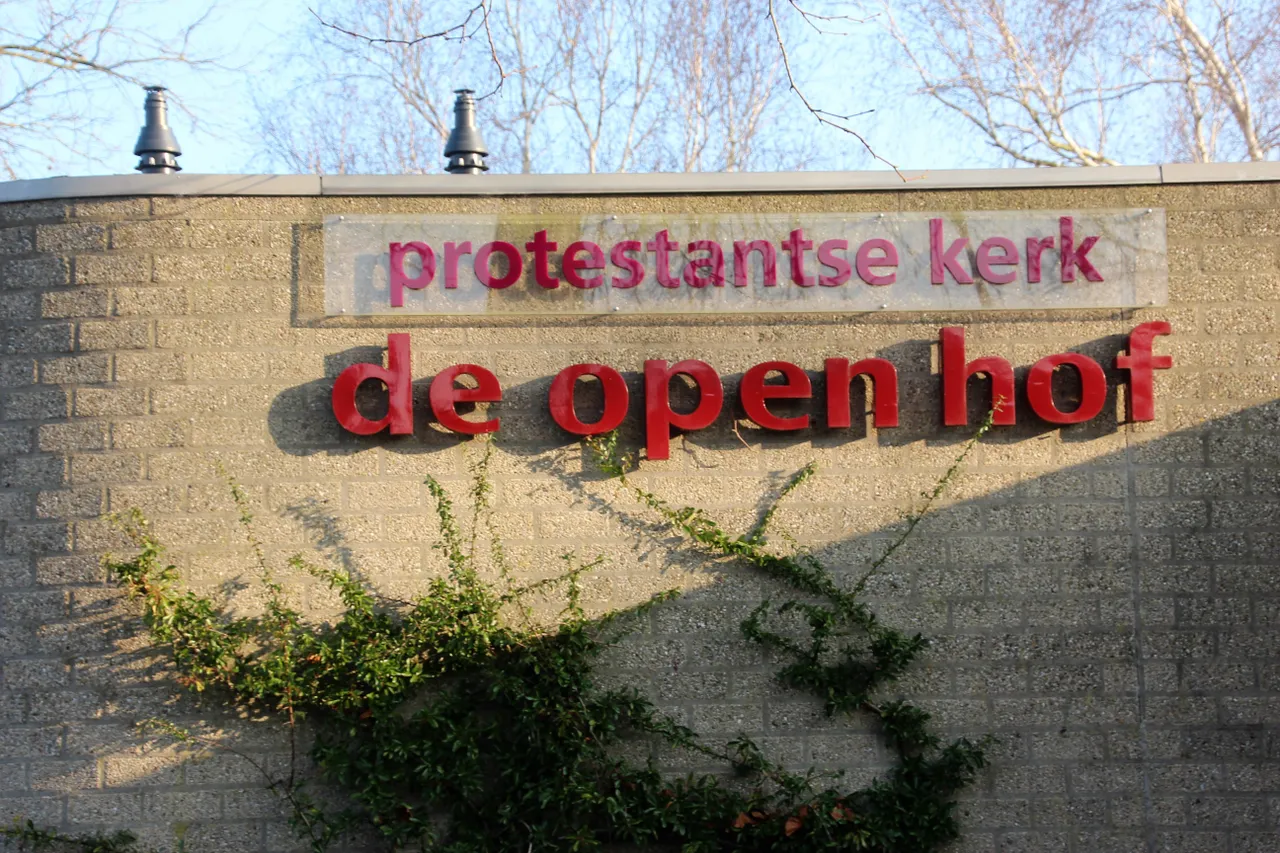 protestantse kerk
de open hof